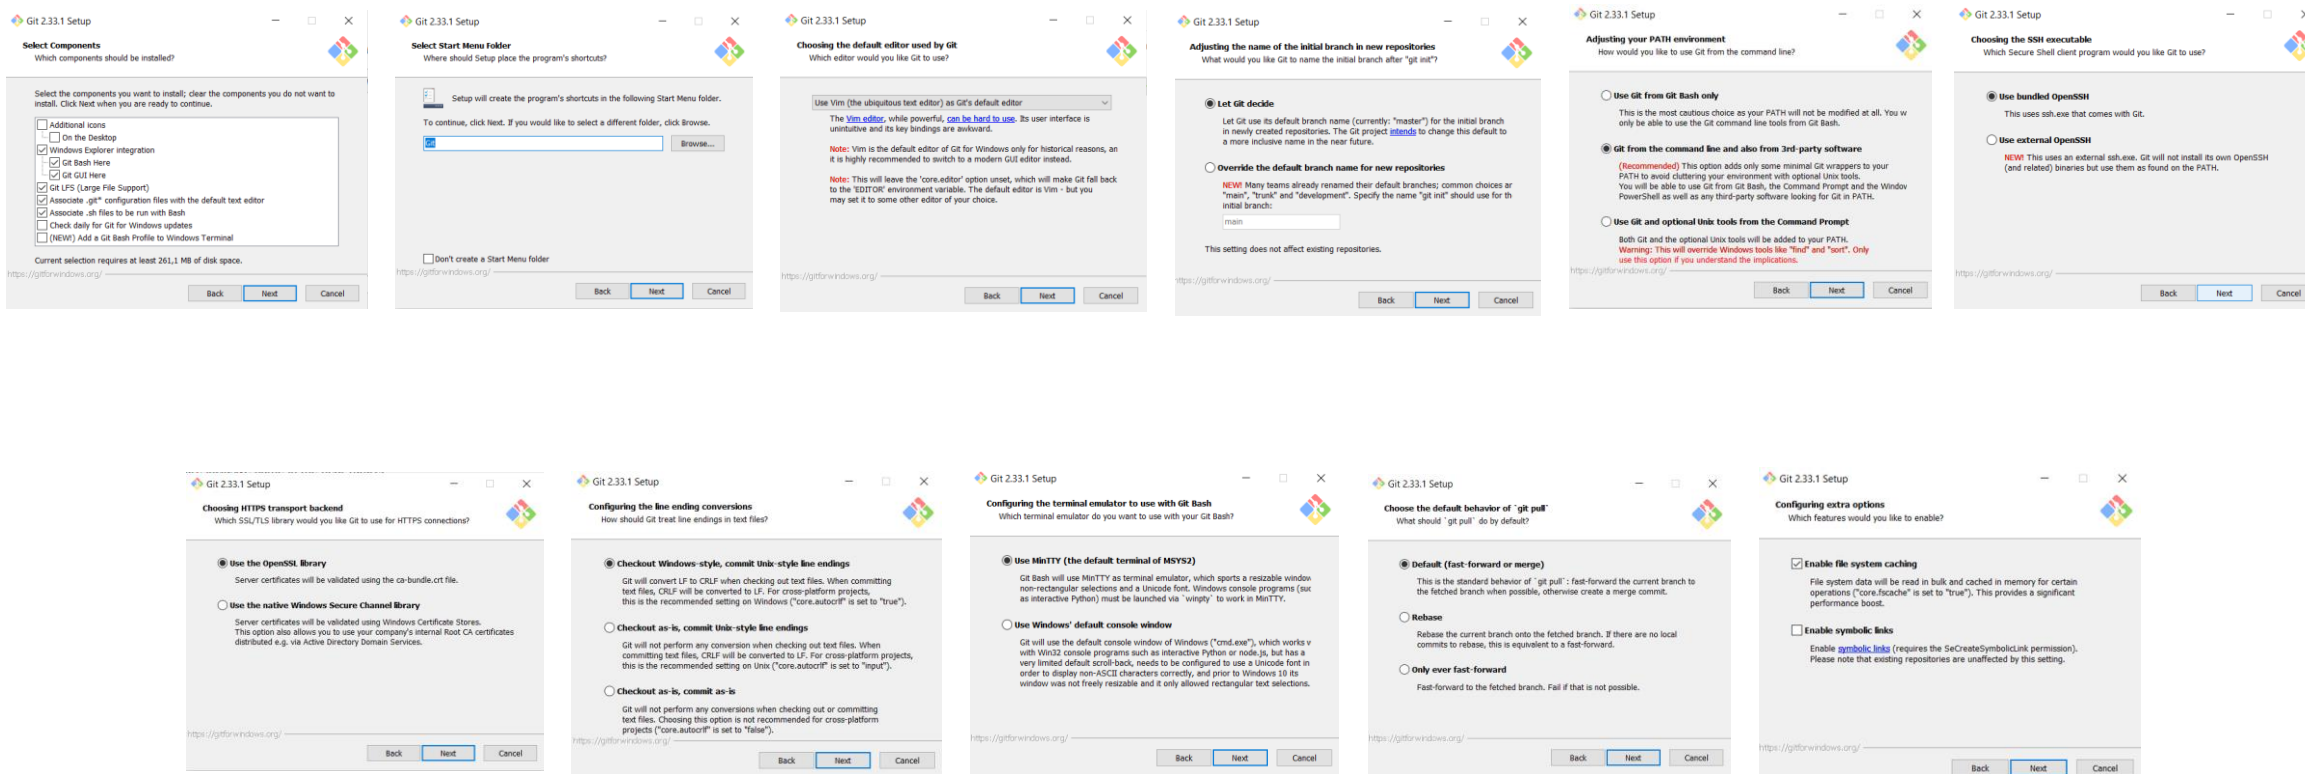 Git 2.33.1 Setup
Select Components
Which components should be installed?
Select the components you want to install; clear the components you do not want to
install. Click Next when you are ready to continue.
Additional icons
On the Desktop
Windows Explorer integration
Git Bash Here
Git GUI Here
Git LFS (Large File Support)
Associate .git* configuration files with the default text editor
Associate .sh files to be run with Bash
Check daily for Git for Windows updates
(NEW!) Add a Git Bash Profile to Windows Terminal
Current selection requires at least 261,1 MB of disk space.
https://gitforwindows.org/
Back Next Cancel
Git 2.33.1 Setup
Select Start Menu Folder
Where should Setup place the program's shortcuts?
Setup will create the program's shortcuts in the following Start Menu folder.
To continue, click Next. If you would like to select a different folder, click Browse.
Git
Browse...
Don't create a Start Menu folder
https://gitforwindows.org/
Back Next Cancel
Git 2.33.1 Setup
Choosing the default editor used by Git
Which editor would you like Git to use?
Use Vim (the ubiquitous text editor) as Git's default editor
The Vim editor, while powerful, can be hard to use. Its user interface is
unintuitive and its key bindings are awkward.
Note: Vim is the default editor of Git for Windows only for historical reasons, an
it is highly recommended to switch to a modern GUI editor instead.
Note: This will leave the 'core.editor' option unset, which will make Git fall back
to the 'EDITOR' environment variable. The default editor is Vim - but you
may set it to some other editor of your choice.
https://gitforwindows.org/
Back Next Cancel
Git 2.33.1 Setup
Adjusting the name of the initial branch in new repositories
What would you like Git to name the initial branch after "git init"?
Let Git decide
Let Git use its default branch name (currently: "master") for the initial branch
in newly created repositories. The Git project intends to change this default to
a more inclusive name in the near future.
Override the default branch name for new repositories
NEW! Many teams already renamed their default branches; common choices ar
"main", "trunk" and "development". Specify the name "git init" should use for th
initial branch:
main
This setting does not affect existing repositories.
https://gitforwindows.org/
Back Next Cancel
Git 2.33.1 Setup
Adjusting your PATH environment
How would you like to use Git from the command line?
Use Git from Git Bash only
This is the most cautious choice as your PATH will not be modified at all. You w
only be able to use the Git command line tools from Git Bash.
Git from the command line and also from 3rd-party software
(Recommended) This option adds only some minimal Git wrappers to your
PATH to avoid cluttering your environment with optional Unix tools.
You will be able to use Git from Git Bash, the Command Prompt and the Window
PowerShell as well as any third-party software looking for Git in PATH.
Use Git and optional Unix tools from the Command Prompt
Both Git and the optional Unix tools will be added to your PATH.
Warning: This will override Windows tools like "find" and "sort". Only
use this option if you understand the implications.
https://gitforwindows.org/
Back Next Cancel
Git 2.33.1 Setup
Choosing the SSH executable
Which Secure Shell client program would you like Git to use?
Use bundled OpenSSH
This uses ssh.exe that comes with Git.
Use external OpenSSH
NEW! This uses an external ssh.exe. Git will not install its own OpenSSH
(and related) binaries but use them as found on the PATH.
https://gitforwindows.org/
Back Next Cancel
Git 2.33.1 Setup
Choosing HTTPS transport backend
Which SSL/TLS library would you like Git to use for HTTPS connections?
Use the OpenSSL library
Server certificates will be validated using the ca-bundle.crt file.
Use the native Windows Secure Channel library
Server certificates will be validated using Windows Certificate Stores.
This option also allows you to use your company's internal Root CA certificates
distributed e.g. via Active Directory Domain Services.
https://gitforwindows.org/
Back Next Cancel
Git 2.33.1 Setup
Configuring the line ending conversions
How should Git treat line endings in text files?
Checkout Windows-style, commit Unix-style line endings
Git will convert LF to CRLF when checking out text files. When committing
text files, CRLF will be converted to LF. For cross-platform projects,
this is the recommended setting on Windows ("core.autocrlf" is set to "true").
Checkout as-is, commit Unix-style line endings
Git will not perform any conversion when checking out text files. When
committing text files, CRLF will be converted to LF. For cross-platform projects,
this is the recommended setting on Unix ("core.autocrlf" is set to "input").
Checkout as-is, commit as-is
Git will not perform any conversions when checking out or committing
text files. Choosing this option is not recommended for cross-platform
projects ("core.autocrlf" is set to "false").
https://gitforwindows.org/
Back Next Cancel
Git 2.33.1 Setup
Configuring the terminal emulator to use with Git Bash
Which terminal emulator do you want to use with your Git Bash?
Use MinTTY (the default terminal of MSYS2)
Git Bash will use MinTTY as terminal emulator, which sports a resizable window
non-rectangular selections and a Unicode font. Windows console programs (suc
as interactive Python) must be launched via `winpty` to work in MinTTY.
Use Windows' default console window
Git will use the default console window of Windows ("cmd.exe"), which works v
with Win32 console programs such as interactive Python or node.js, but has a
very limited default scroll-back, needs to be configured to use a Unicode font in
order to display non-ASCII characters correctly, and prior to Windows 10 its
window was not freely resizable and it only allowed rectangular text selections.
https://gitforwindows.org/
Back Next Cancel
Git 2.33.1 Setup
Choose the default behavior of `git pull`
What should `git pull` do by default?
Default (fast-forward or merge)
This is the standard behavior of `git pull`: fast-forward the current branch to
the fetched branch when possible, otherwise create a merge commit.
Rebase
Rebase the current branch onto the fetched branch. If there are no local
commits to rebase, this is equivalent to a fast-forward.
Only ever fast-forward
Fast-forward to the fetched branch. Fail if that is not possible.
https://gitforwindows.org/
Back Next Cancel
Git 2.33.1 Setup
Configuring extra options
Which features would you like to enable?
Enable file system caching
File system data will be read in bulk and cached in memory for certain
operations ("core.fscache" is set to "true"). This provides a significant
performance boost.
Enable symbolic links
Enable symbolic links (requires the SeCreateSymbolicLink permission).
Please note that existing repositories are unaffected by this setting.
https://gitforwindows.org/
Back Next Cancel